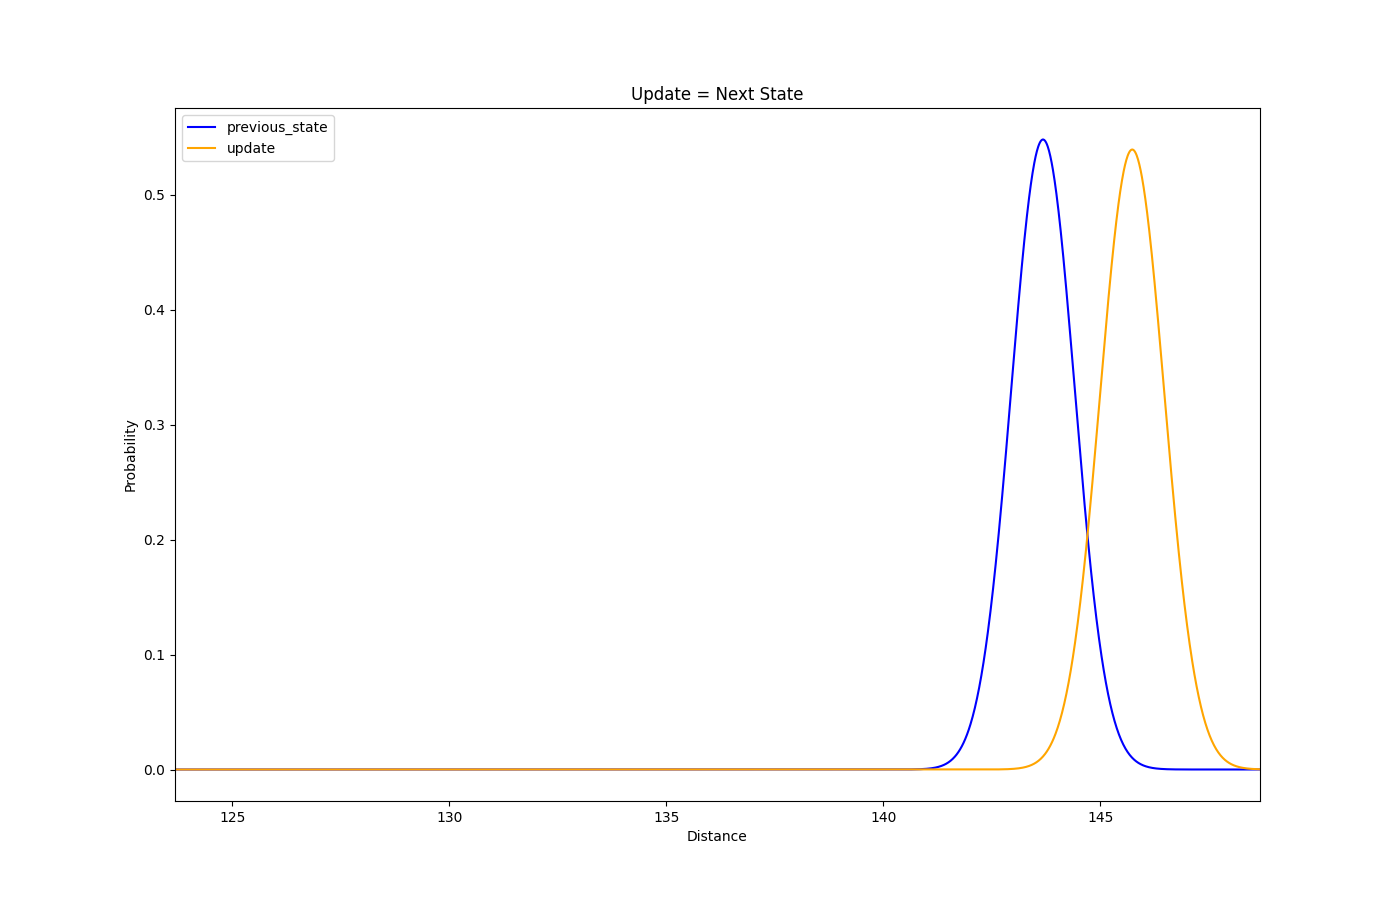 Update = Next State
previous_state
update
Probability
0.5
0.4
0.3
0.2
0.1
0.0
125 130 135 140 145
Distance